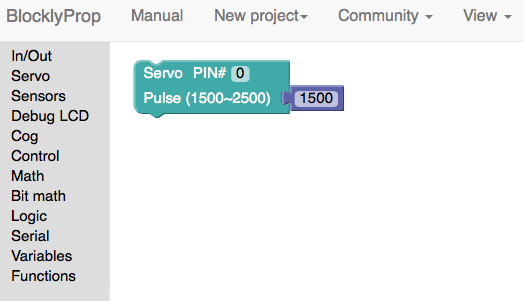 BlocklyProp Manual New project Community View
In/Out
Servo
Sensors
Debug LCD
Cog
Control
Math
Bit math
Logic
Serial
Variables
Functions
Servo PIN# 0
Pulse (1500~2500) 1500